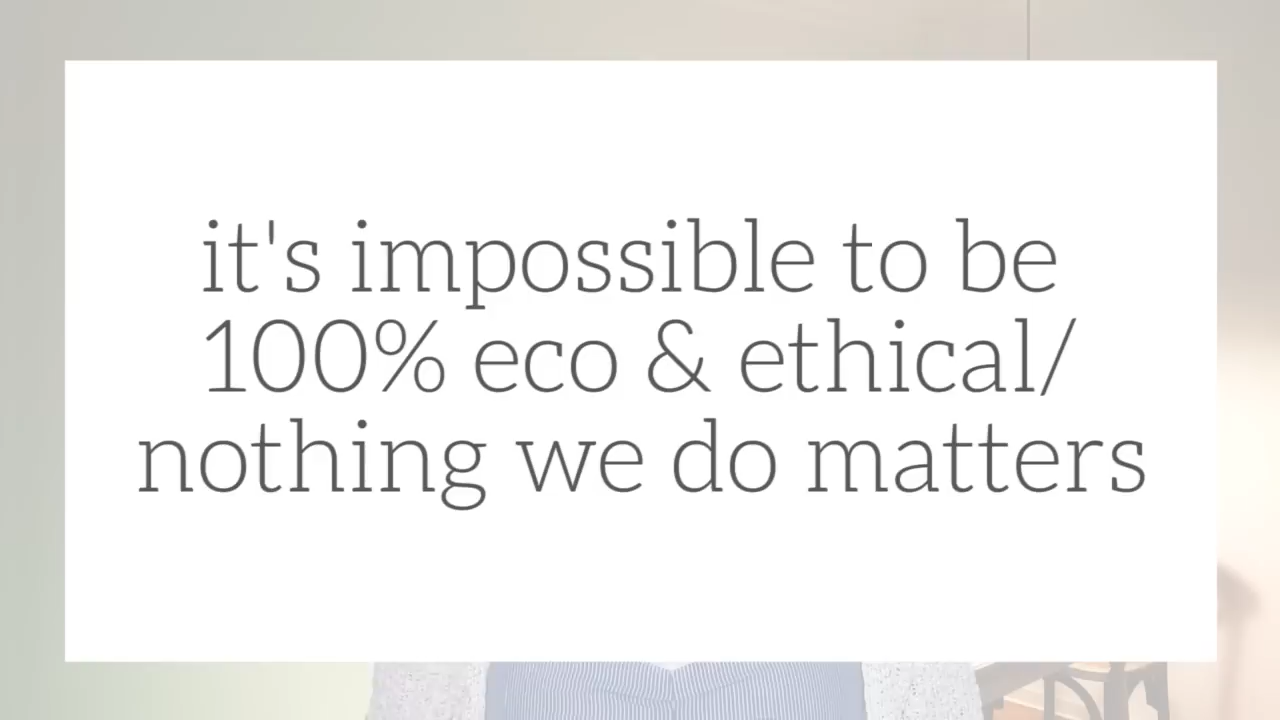 it's impossible to be
100% eco & ethical/
nothing we do matters